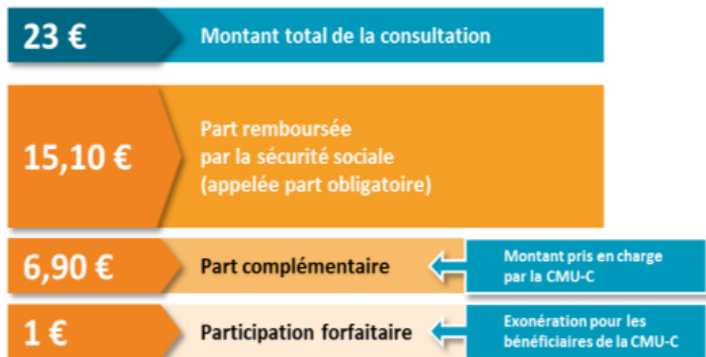 23 €
Montant total de la consultation
15,10 €
Part remboursée
par la sécurité sociale
(appelée part obligatoire)
6,90 €
Part complémentaire
Montant pris en charge
par la CMU-C
1 €
Participation forfaitaire
Exonération pour les
bénéficiaires de la CMU-C